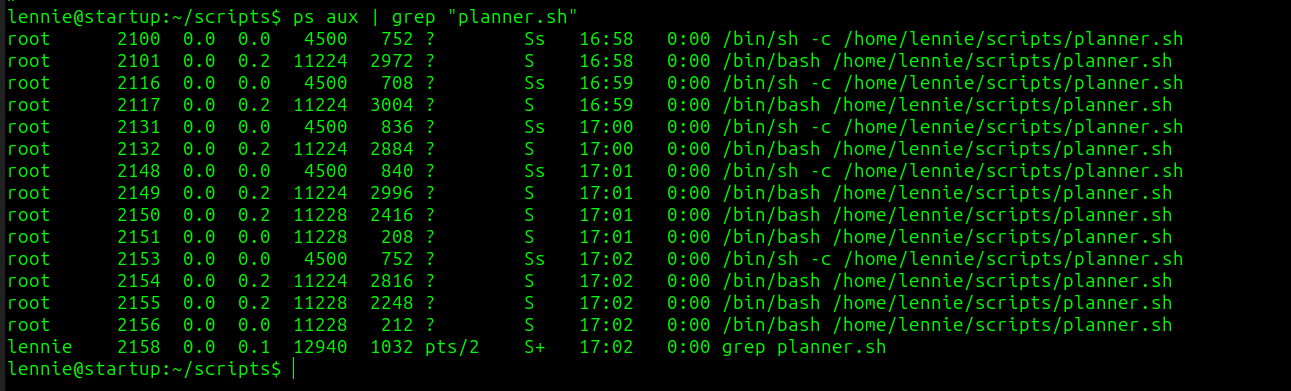 lennie@startup:~/scripts$ ps aux | grep "planner.sh"
root      2100  0.0  0.0   4500   752 ?        Ss   16:58   0:00 /bin/sh -c /home/lennie/scripts/planner.sh
root      2101  0.0  0.2  11224  2972 ?        S    16:58   0:00 /bin/bash /home/lennie/scripts/planner.sh
root      2116  0.0  0.0   4500   708 ?        Ss   16:59   0:00 /bin/sh -c /home/lennie/scripts/planner.sh
root      2117  0.0  0.2  11224  3004 ?        S    16:59   0:00 /bin/bash /home/lennie/scripts/planner.sh
root      2131  0.0  0.0   4500   836 ?        Ss   17:00   0:00 /bin/sh -c /home/lennie/scripts/planner.sh
root      2132  0.0  0.2  11224  2884 ?        S    17:00   0:00 /bin/bash /home/lennie/scripts/planner.sh
root      2148  0.0  0.0   4500   840 ?        Ss   17:01   0:00 /bin/sh -c /home/lennie/scripts/planner.sh
root      2149  0.0  0.2  11224  2996 ?        S    17:01   0:00 /bin/bash /home/lennie/scripts/planner.sh
root      2150  0.0  0.2  11228  2416 ?        S    17:01   0:00 /bin/bash /home/lennie/scripts/planner.sh
root      2151  0.0  0.0  11228   208 ?        S    17:01   0:00 /bin/bash /home/lennie/scripts/planner.sh
root      2153  0.0  0.0   4500   752 ?        Ss   17:02   0:00 /bin/sh -c /home/lennie/scripts/planner.sh
root      2154  0.0  0.2  11224  2816 ?        S    17:02   0:00 /bin/bash /home/lennie/scripts/planner.sh
root      2155  0.0  0.2  11228  2248 ?        S    17:02   0:00 /bin/bash /home/lennie/scripts/planner.sh
root      2156  0.0  0.0  11228   212 ?        S    17:02   0:00 /bin/bash /home/lennie/scripts/planner.sh
lennie    2158  0.0  0.1  12940  1032 pts/2    S+   17:02   0:00 grep planner.sh
lennie@startup:~/scripts$